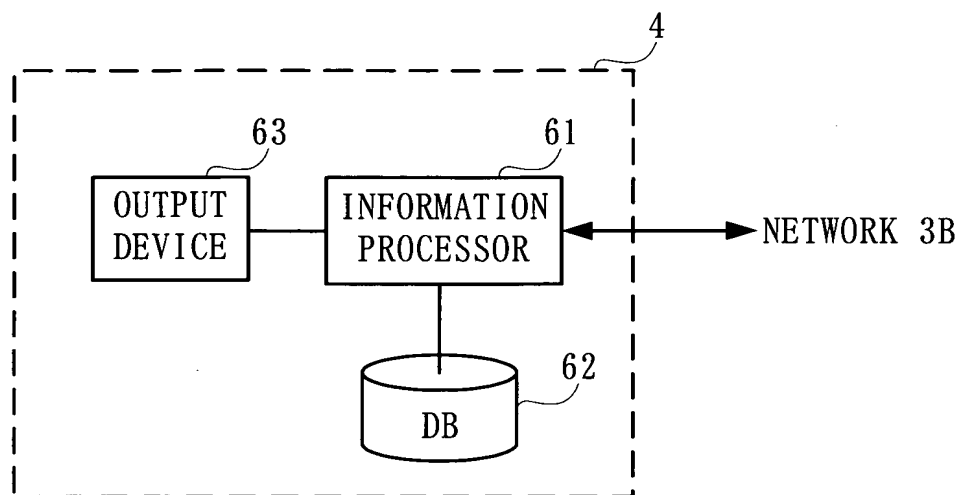 4
63
61
OUTPUT
DEVICE
INFORMATION
PROCESSOR
NETWORK 3B
62
DB